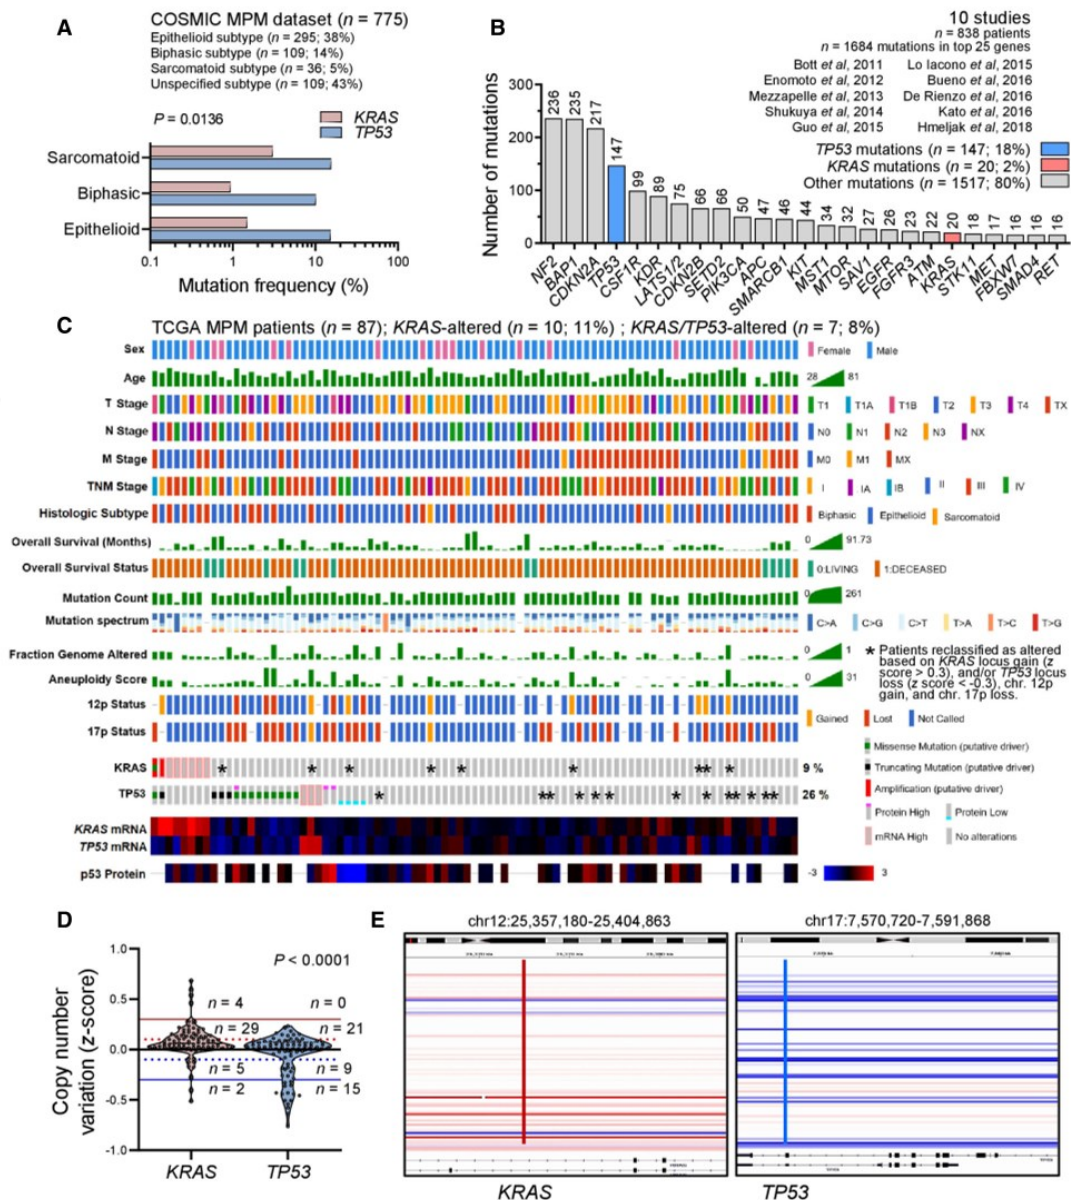 A
COSMIC MPM dataset (n = 775)
Epithelioid subtype (n = 295; 38%)
Biphasic subtype (n = 109; 14%)
Sarcomatoid subtype (n = 36; 5%)
Unspecified subtype (n = 109; 43%)
P = 0.0136
KRAS
TP53
Sarcomatoid
Biphasic
Epithelioid
0.1 1 10 100
Mutation frequency (%)
B
10 studies
n = 838 patients
n = 1684 mutations in top 25 genes
Bott et al, 2011 Lo Iacono et al, 2015
Enomoto et al, 2012 Bueno et al, 2016
Mezzapelle et al, 2013 De Rienzo et al, 2016
Shukuya et al, 2014 Kato et al, 2016
Guo et al, 2015 Hmeljak et al, 2018
TP53 mutations (n = 147; 18%)
KRAS mutations (n = 20; 2%)
Other mutations (n = 1517; 80%)
Number of mutations
300
200
100
0
236 235 217 147 99 89 75 66 66 50 47 46 44 34 32 27 26 23 22 20 18 17 16 16 16
NF2 BAP1 CDKN2A TP53 CSF1R KDR LATS1/2 CDKN2B SETD2 PIK3CA APC SMARCB1 KIT MST1 MTOR SAV1 EGFR FGFR3 ATM KRAS STK11 MET FBXW7 SMAD4 RET
C
TCGA MPM patients (n = 87); KRAS-altered (n = 10; 11%) ; KRAS/TP53-altered (n = 7; 8%)
Sex Female Male
Age 28 81
T Stage T1 T1A T1B T2 T3 T4 TX
N Stage N0 N1 N2 N3 NX
M Stage M0 M1 MX
TNM Stage I IA IB II III IV
Histologic Subtype Biphasic Epithelioid Sarcomatoid
Overall Survival (Months) 0 91.73
Overall Survival Status 0:LIVING 1:DECEASED
Mutation Count 0 261
Mutation spectrum C>A C>G C>T T>A T>C T>G
Fraction Genome Altered 0 1
Aneuploidy Score 0 31
* Patients reclassified as altered
based on KRAS locus gain (z
score > 0.3), and/or TP53 locus
loss (z score < -0.3), chr. 12p
gain, and chr. 17p loss.
12p Status
17p Status
Gained Lost Not Called
KRAS * * * * * * ** * 9 %
TP53 * ** * * * * * ** * ** 26 %
Missense Mutation (putative driver)
Truncating Mutation (putative driver)
Amplification (putative driver)
Protein High Protein Low
mRNA High No alterations
KRAS mRNA
TP53 mRNA
p53 Protein
-3 3
D
P < 0.0001
Copy number
variation (z-score)
1.0
0.5
0.0
-0.5
-1.0
n = 4 n = 0
n = 29 n = 21
n = 5 n = 9
n = 2 n = 15
KRAS TP53
E
chr12:25,357,180-25,404,863
chr17:7,570,720-7,591,868
KRAS
TP53